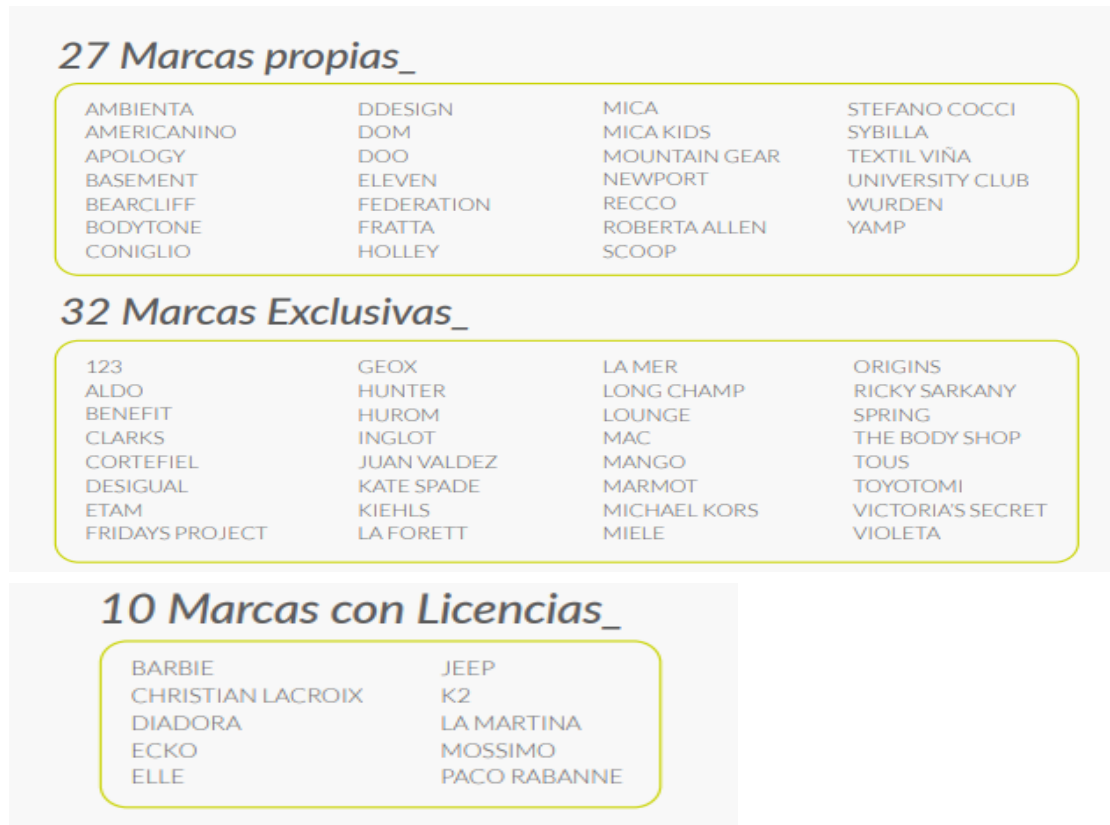 27 Marcas propias_
AMBIENTA
AMERICANINO
APOLOGY
BASEMENT
BEARCLIFF
BODYTONE
CONIGLIO
DDESIGN
DOM
DOO
ELEVEN
FEDERATION
FRATTA
HOLLEY
MICA
MICA KIDS
MOUNTAIN GEAR
NEWPORT
RECCO
ROBERTA ALLEN
SCOOP
STEFANO COCCI
SYBILLA
TEXTIL VIÑA
UNIVERSITY CLUB
WURDEN
YAMP
32 Marcas Exclusivas_
123
ALDO
BENEFIT
CLARKS
CORTEFIEL
DESIGUAL
ETAM
FRIDAYS PROJECT
GEOX
HUNTER
HUROM
INGLOT
JUAN VALDEZ
KATE SPADE
KIEHLS
LA FORETT
LA MER
LONG CHAMP
LOUNGE
MAC
MANGO
MARMOT
MICHAEL KORS
MIELE
ORIGINS
RICKY SARKANY
SPRING
THE BODY SHOP
TOUS
TOYOTOMI
VICTORIA'S SECRET
VIOLETA
10 Marcas con Licencias_
BARBIE
CHRISTIAN LACROIX
DIADORA
ECKO
ELLE
JEEP
K2
LA MARTINA
MOSSIMO
PACO RABANNE